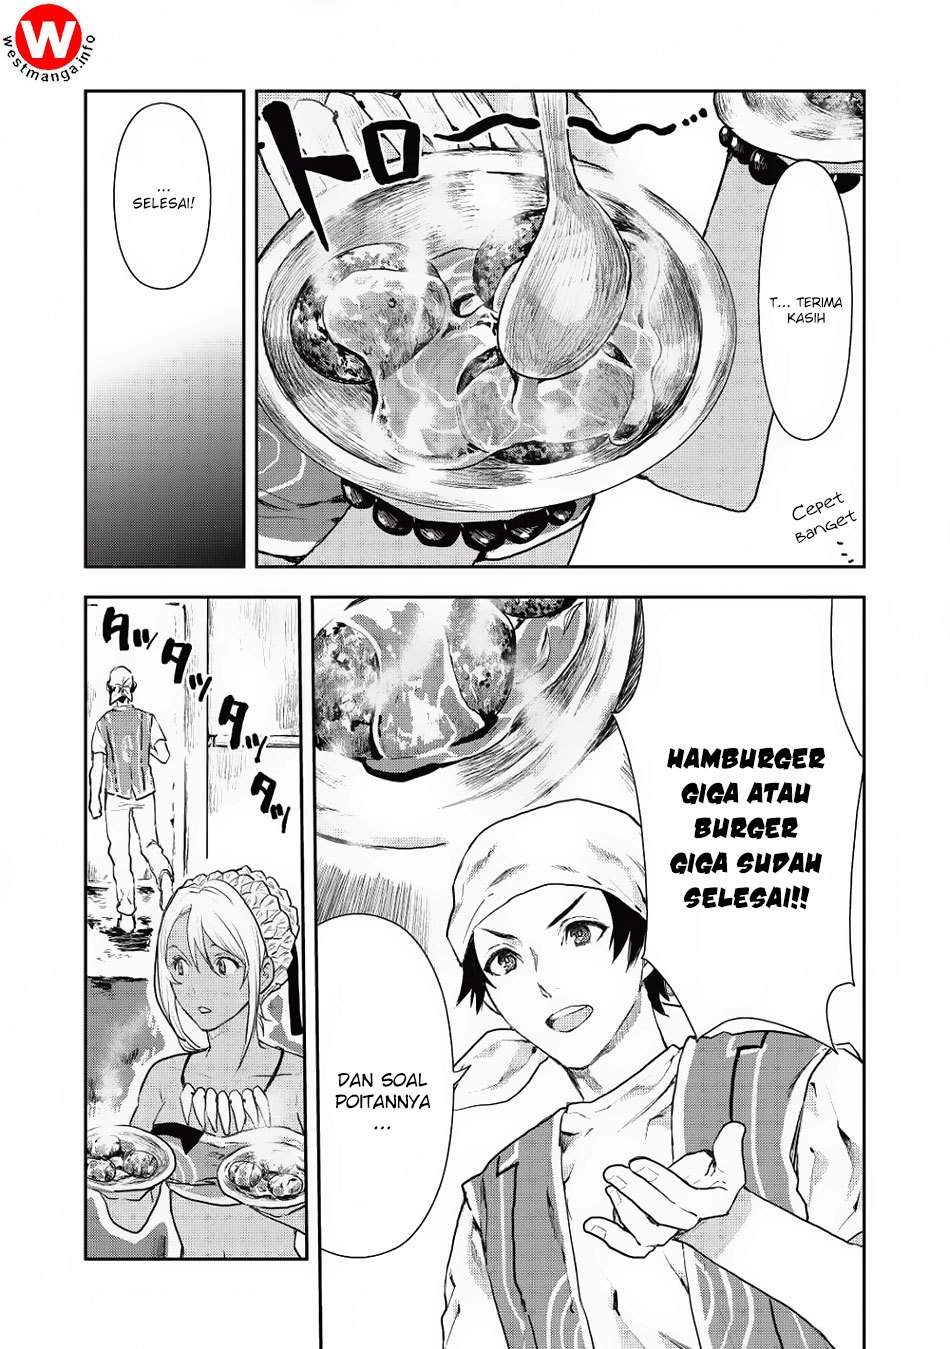 W
westmanga.info
トロ〜〜…
T... TERIMA
KASIH
CEPET
BANGET
...
SELESAI!
HAMBURGER
GIGA ATAU
BURGER
GIGA SUDAH
SELESAI!!
DAN SOAL
POITANNYA
...
タッ
タッ
タッ
タッ